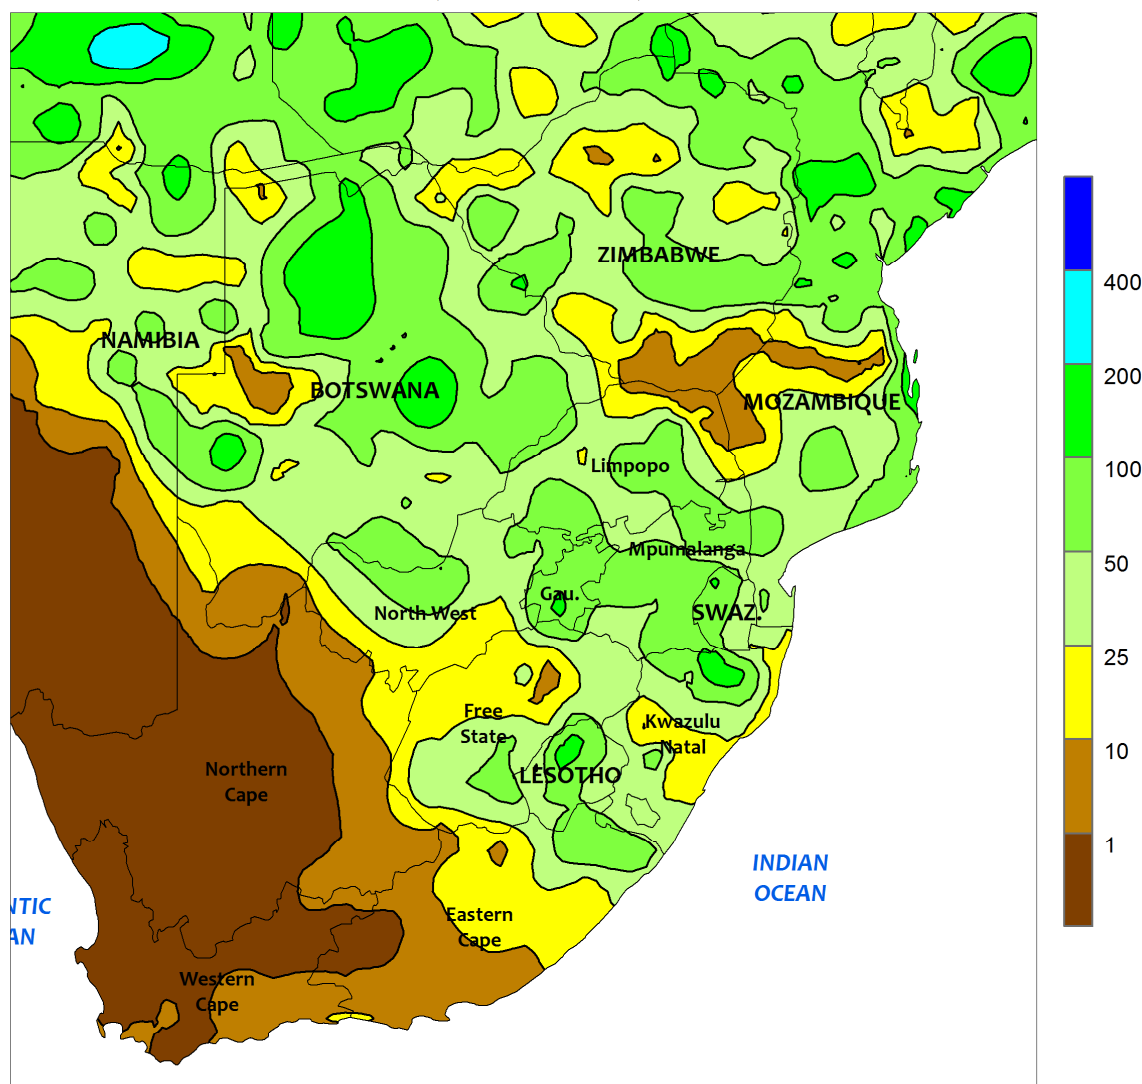 ZIMBABWE
400
NAMIBIA
200
BOTSWANA
MOZAMBIQUE
Limpopo
100
Mpumalanga
50
Gau.
North West
SWAZ.
25
Free
State
Kwazulu
Natal
10
Northern
Cape
LESOTHO
1
INDIAN
OCEAN
NTIC
AN
Eastern
Cape
Western
Cape